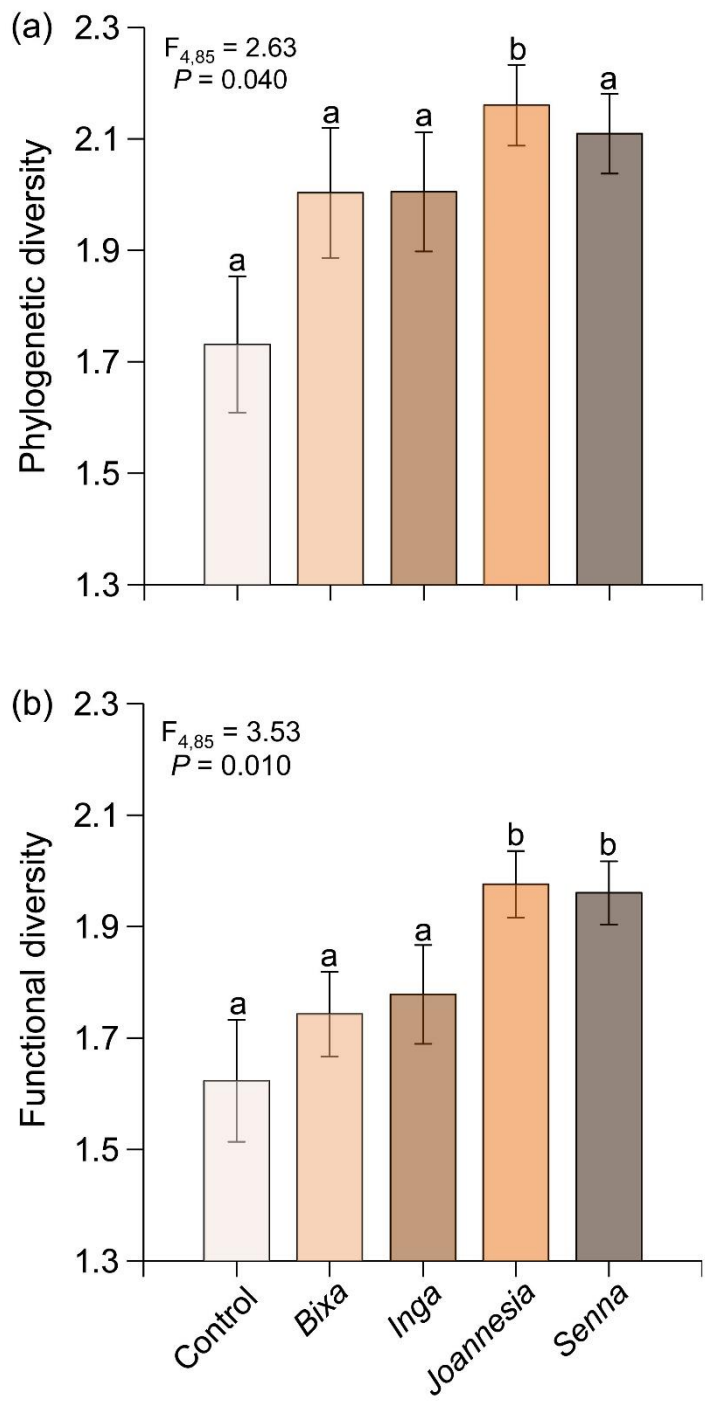 (a)
Phylogenetic diversity
2.3
2.1
1.9
1.7
1.5
1.3
F4,85 = 2.63
P = 0.040
a
a
a
b
a
(b)
Functional diversity
2.3
2.1
1.9
1.7
1.5
1.3
F4,85 = 3.53
P = 0.010
a
a
a
b
b
Control
Bixa
Inga
Joannesia
Senna